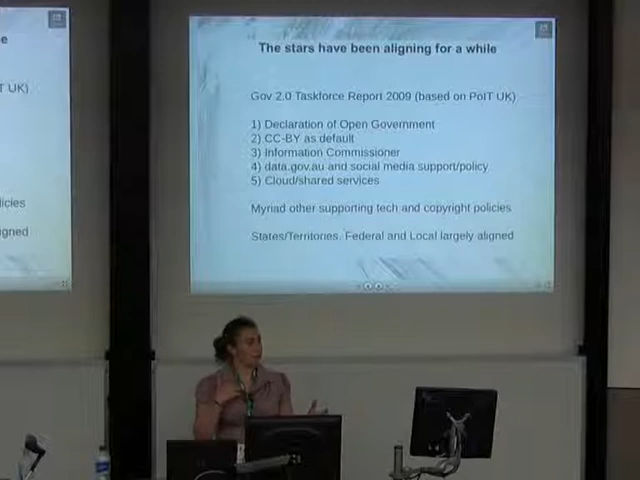 e
T UK)
licies
igned
The stars have been aligning for a while
Gov 2.0 Taskforce Report 2009 (based on PoIT UK)
1) Declaration of Open Government
2) CC-BY as default
3) Information Commissioner
4) data.gov.au and social media support/policy
5) Cloud/shared services
Myriad other supporting tech and copyright policies
States/Territories, Federal and Local largely aligned